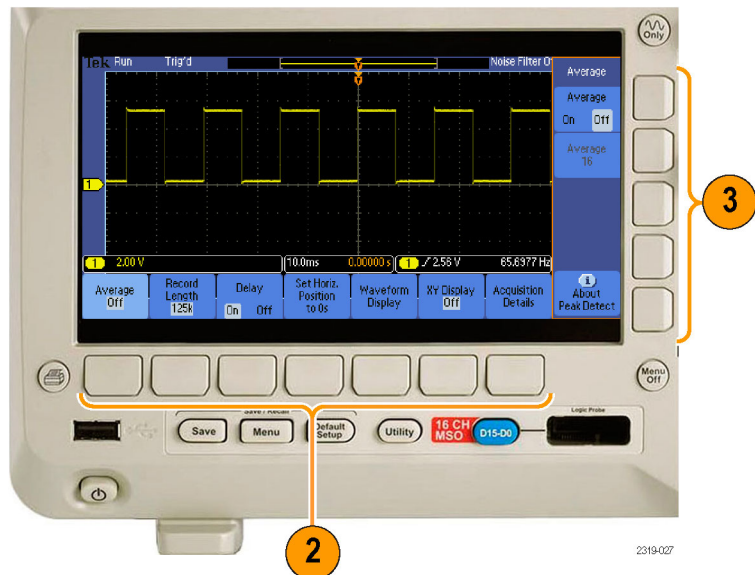 Only
Tek Run Trig'd Noise Filter O
Average
Average
On Off
Average
16
3
1
1 2.00 V 10.0ms 0.00000 s 1 2.56 V 65.6977 Hz
Average
Off
Record
Length
125k
Delay
On Off
Set Horiz.
Position
to 0s
Waveform
Display
XY Display
Off
Acquisition
Details
i
About
Peak Detect
Menu
Off
Save / Recall
Save
Menu
Default
Setup
Utility
16 CH
MSO
D15-D0
Logic Probe
2
2319-027